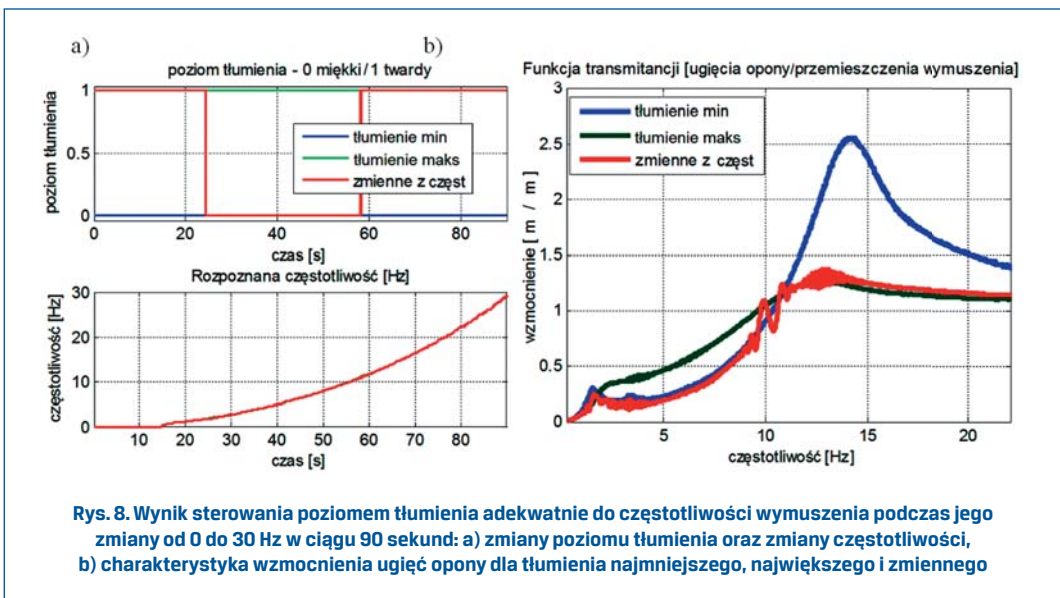 a)
poziom tłumienia - 0 miękki / 1 twardy
poziom tłumienia
1
0.5
0
tłumienie min
tłumienie maks
zmienne z częst
0 20 40 60 80
czas [s]
Rozpoznana częstotliwość [Hz]
częstotliwość [Hz]
30
20
10
0
10 20 30 40 50 60 70 80
czas [s]
b)
Funkcja transmitancji [ugięcia opony/przemieszczenia wymuszenia]
wzmocnienie [ m / m ]
3
2.5
2
1.5
1
0.5
0
tłumienie min
tłumienie maks
zmienne z częst
5 10 15 20
częstotliwość [Hz]
Rys. 8. Wynik sterowania poziomem tłumienia adekwatnie do częstotliwości wymuszenia podczas jego
zmiany od 0 do 30 Hz w ciągu 90 sekund: a) zmiany poziomu tłumienia oraz zmiany częstotliwości,
b) charakterystyka wzmocnienia ugięć opony dla tłumienia najmniejszego, największego i zmiennego